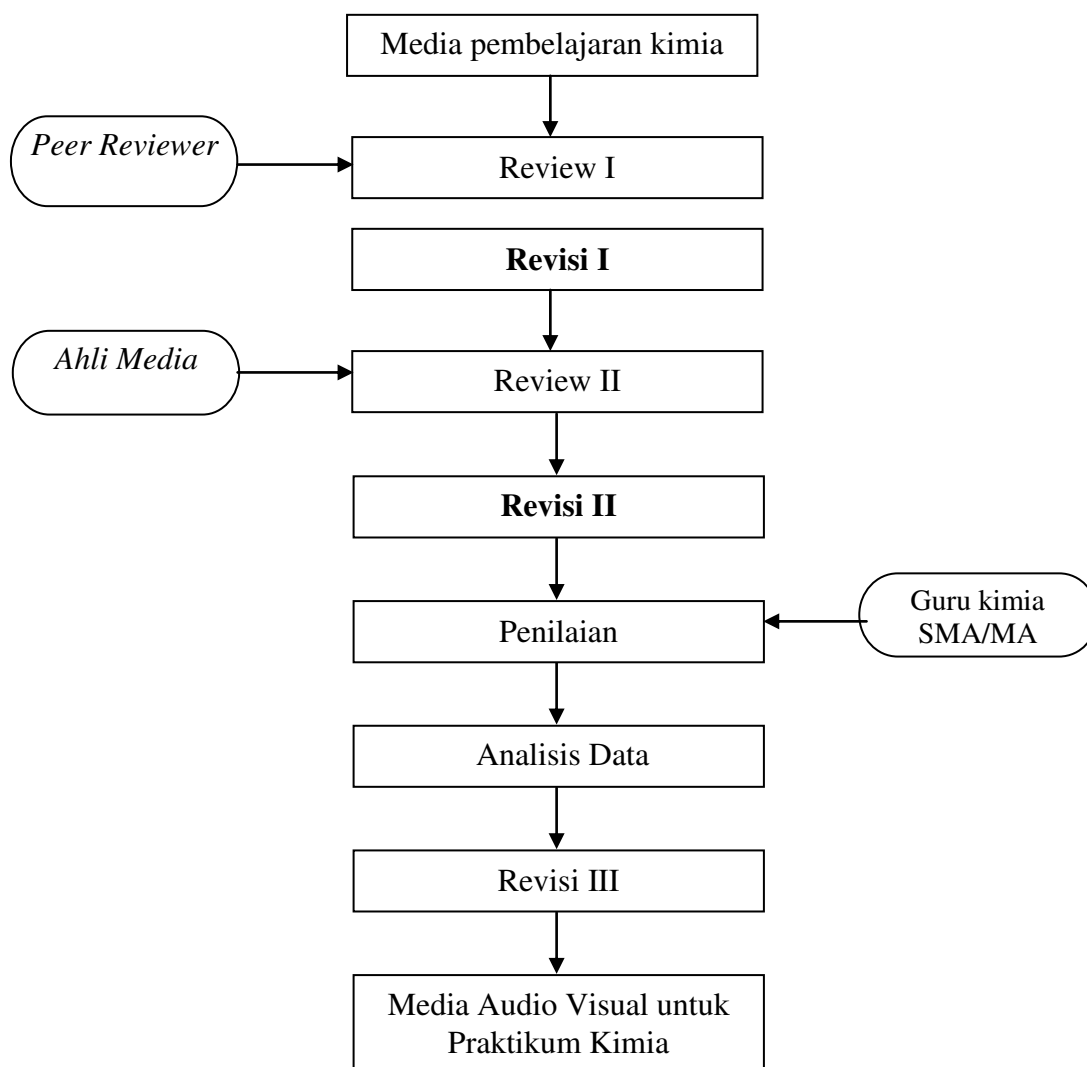 Media pembelajaran kimia
Peer Reviewer
Review I
Revisi I
Ahli Media
Review II
Revisi II
Penilaian
Guru kimia
SMA/MA
Analisis Data
Revisi III
Media Audio Visual untuk
Praktikum Kimia